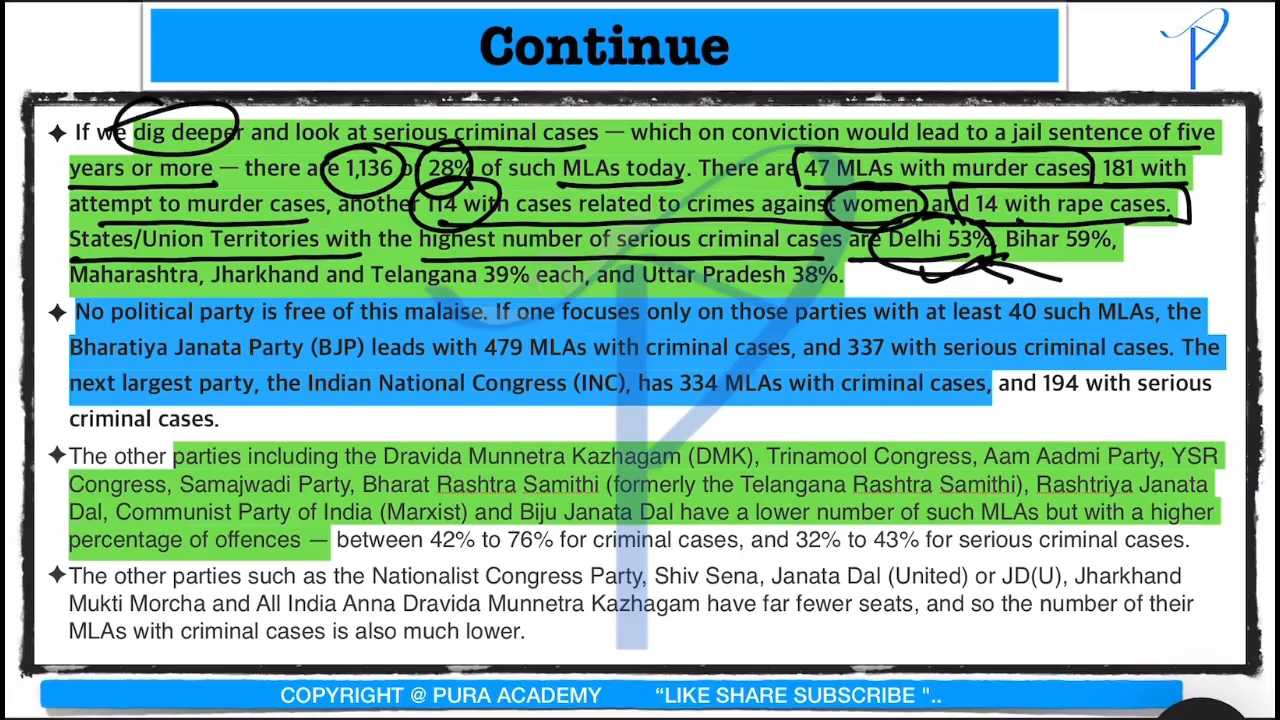 Continue
If we dig deeper and look at serious criminal cases — which on conviction would lead to a jail sentence of five
years or more — there are 1,136 or 28% of such MLAs today. There are 47 MLAs with murder cases, 181 with
attempt to murder cases, another 114 with cases related to crimes against women and 14 with rape cases.
States/Union Territories with the highest number of serious criminal cases are Delhi 53%, Bihar 59%,
Maharashtra, Jharkhand and Telangana 39% each, and Uttar Pradesh 38%.
No political party is free of this malaise. If one focuses only on those parties with at least 40 such MLAs, the
Bharatiya Janata Party (BJP) leads with 479 MLAs with criminal cases, and 337 with serious criminal cases. The
next largest party, the Indian National Congress (INC), has 334 MLAs with criminal cases, and 194 with serious
criminal cases.
The other parties including the Dravida Munnetra Kazhagam (DMK), Trinamool Congress, Aam Aadmi Party, YSR
Congress, Samajwadi Party, Bharat Rashtra Samithi (formerly the Telangana Rashtra Samithi), Rashtriya Janata
Dal, Communist Party of India (Marxist) and Biju Janata Dal have a lower number of such MLAs but with a higher
percentage of offences — between 42% to 76% for criminal cases, and 32% to 43% for serious criminal cases.
The other parties such as the Nationalist Congress Party, Shiv Sena, Janata Dal (United) or JD(U), Jharkhand
Mukti Morcha and All India Anna Dravida Munnetra Kazhagam have far fewer seats, and so the number of their
MLAs with criminal cases is also much lower.
COPYRIGHT @ PURA ACADEMY “LIKE SHARE SUBSCRIBE "..